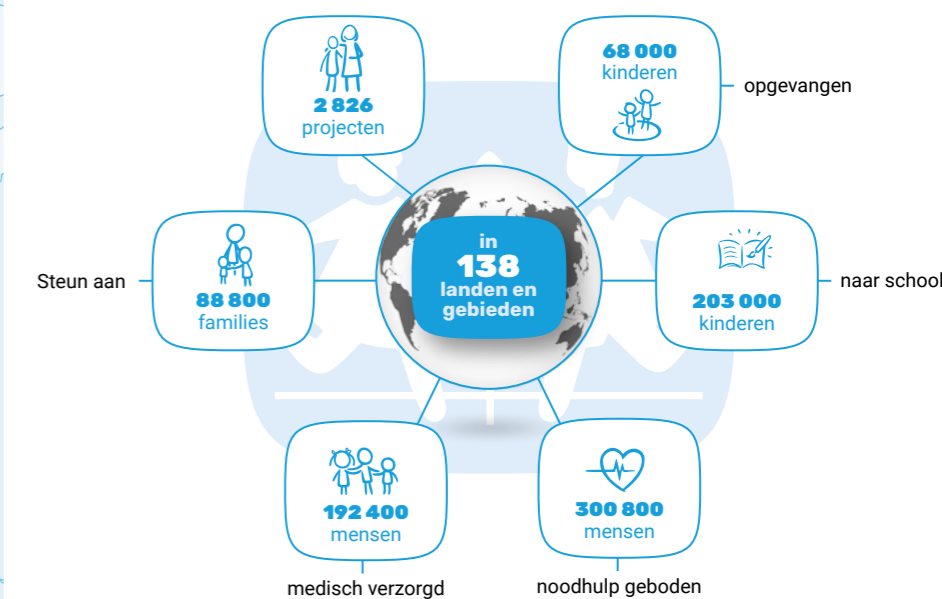 2 826
projecten
68 000
kinderen
opgevangen
Steun aan
88 800
families
in
138
landen en
gebieden
203 000
kinderen
naar school
192 400
mensen
medisch verzorgd
300 800
mensen
noodhulp geboden